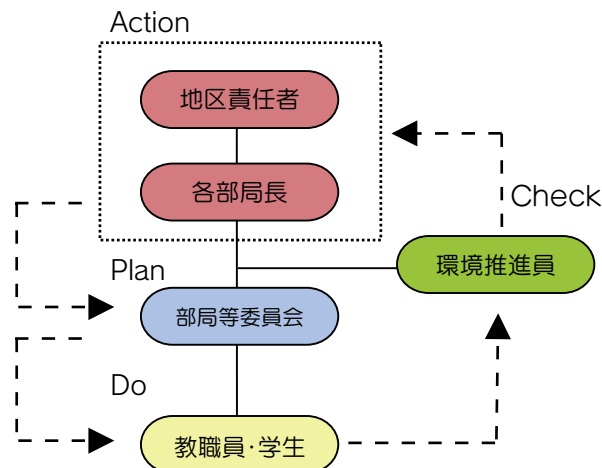 Action
地区責任者
各部局長
Check
Plan
環境推進員
部局等委員会
Do
教職員・学生